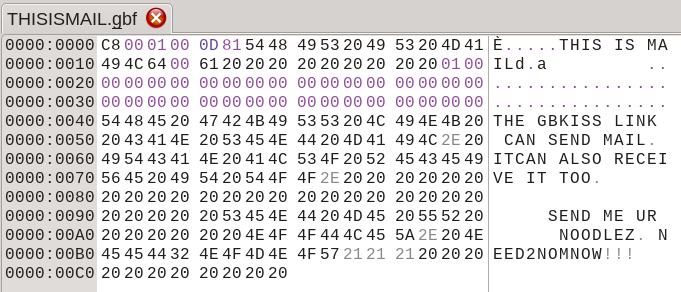 THISISMAIL.gbf
0000:0000 C8 00 01 00 0D 81 54 48 49 53 20 49 53 20 4D 41 È.....THIS IS MA
0000:0010 49 4C 64 00 61 20 20 20 20 20 20 20 20 20 01 00 ILd.a         ..
0000:0020 00 00 00 00 00 00 00 00 00 00 00 00 00 00 00 00 ................
0000:0030 00 00 00 00 00 00 00 00 00 00 00 00 00 00 00 00 ................
0000:0040 54 48 45 20 47 42 4B 49 53 53 20 4C 49 4E 4B 20 THE GBKISS LINK
0000:0050 20 43 41 4E 20 53 45 4E 44 20 4D 41 49 4C 2E 20  CAN SEND MAIL.
0000:0060 49 54 43 41 4E 20 41 4C 53 4F 20 52 45 43 45 49 ITCAN ALSO RECEI
0000:0070 56 45 20 49 54 20 54 4F 4F 2E 20 20 20 20 20 20 VE IT TOO.
0000:0080 20 20 20 20 20 20 20 20 20 20 20 20 20 20 20 20
0000:0090 20 20 20 20 20 53 45 4E 44 20 4D 45 20 55 52 20      SEND ME UR
0000:00A0 20 20 20 20 20 20 4E 4F 4F 44 4C 45 5A 2E 20 4E       NOODLEZ. N
0000:00B0 45 45 44 32 4E 4F 4D 4E 4F 57 21 21 21 20 20 20 EED2NOMNOW!!!
0000:00C0 20 20 20 20 20 20 20 20